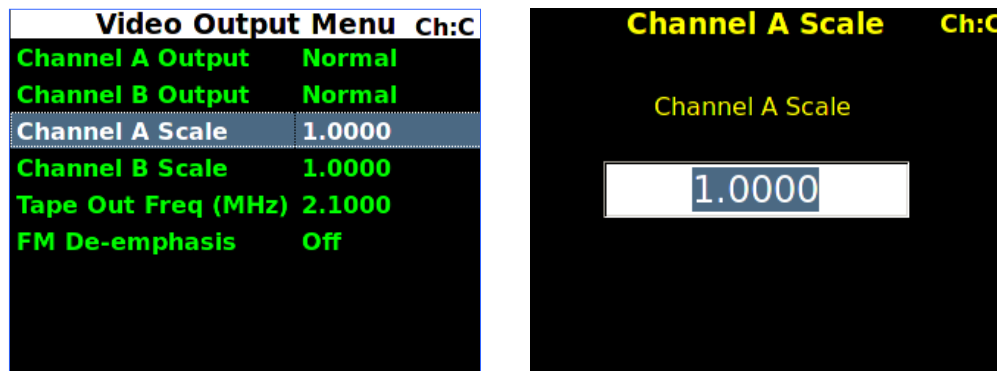 Video Output Menu Ch:C
Channel A Output Normal
Channel B Output Normal
Channel A Scale 1.0000
Channel B Scale 1.0000
Tape Out Freq (MHz) 2.1000
FM De-emphasis Off
Channel A Scale Ch:C
Channel A Scale
1.0000